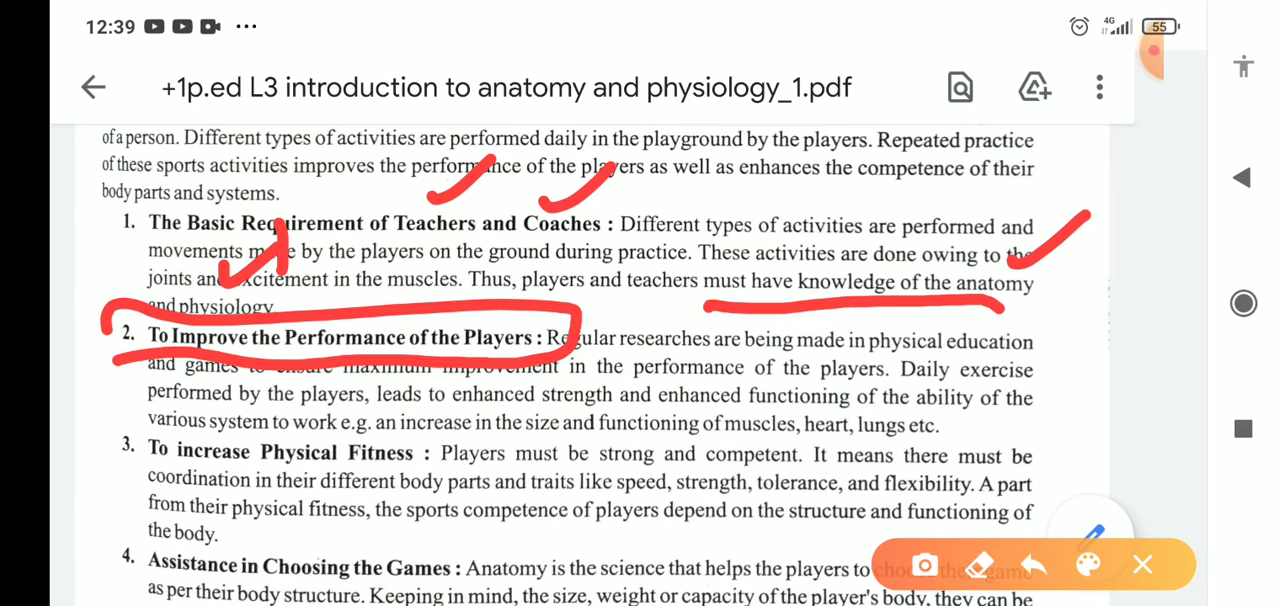 12:39 ...
4G 55
+1p.ed L3 introduction to anatomy and physiology_1.pdf
of a person. Different types of activities are performed daily in the playground by the players. Repeated practice
of these sports activities improves the performance of the players as well as enhances the competence of their
body parts and systems.
1. The Basic Requirement of Teachers and Coaches : Different types of activities are performed and
movements made by the players on the ground during practice. These activities are done owing to the
joints and excitement in the muscles. Thus, players and teachers must have knowledge of the anatomy
and physiology
2. To Improve the Performance of the Players : Regular researches are being made in physical education
and games to ensure maximum improvement in the performance of the players. Daily exercise
performed by the players, leads to enhanced strength and enhanced functioning of the ability of the
various system to work e.g. an increase in the size and functioning of muscles, heart, lungs etc.
3. To increase Physical Fitness : Players must be strong and competent. It means there must be
coordination in their different body parts and traits like speed, strength, tolerance, and flexibility. A part
from their physical fitness, the sports competence of players depend on the structure and functioning of
the body.
4. Assistance in Choosing the Games : Anatomy is the science that helps the players to choose the game
as per their body structure. Keeping in mind, the size, weight or capacity of the player's body, they can be